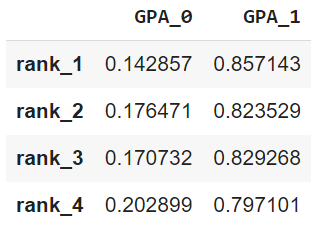 GPA_0 GPA_1
rank_1 0.142857 0.857143
rank_2 0.176471 0.823529
rank_3 0.170732 0.829268
rank_4 0.202899 0.797101